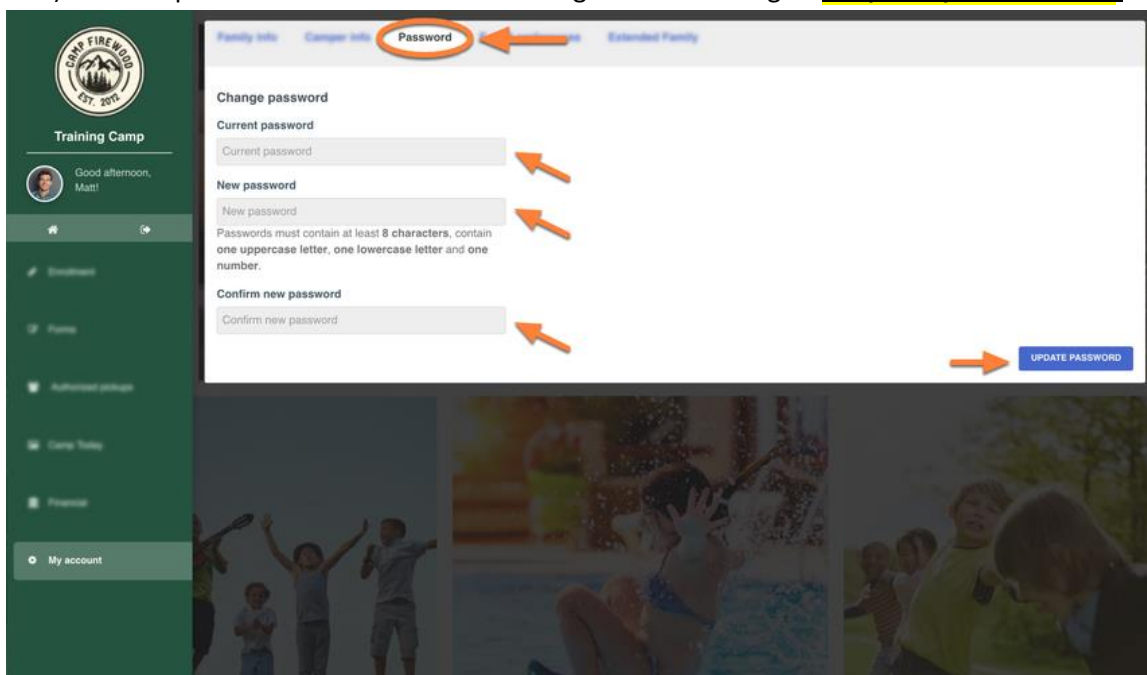 CAMP FIREWOOD
EST. 2012
Training Camp
Good afternoon,
Matt!
Enrollment
Forms
Authorized pickups
Camp Today
Financial
My account
Family info Camper info Password Extended Family
Change password
Current password
Current password
New password
New password
Passwords must contain at least 8 characters, contain
one uppercase letter, one lowercase letter and one
number.
Confirm new password
Confirm new password
UPDATE PASSWORD